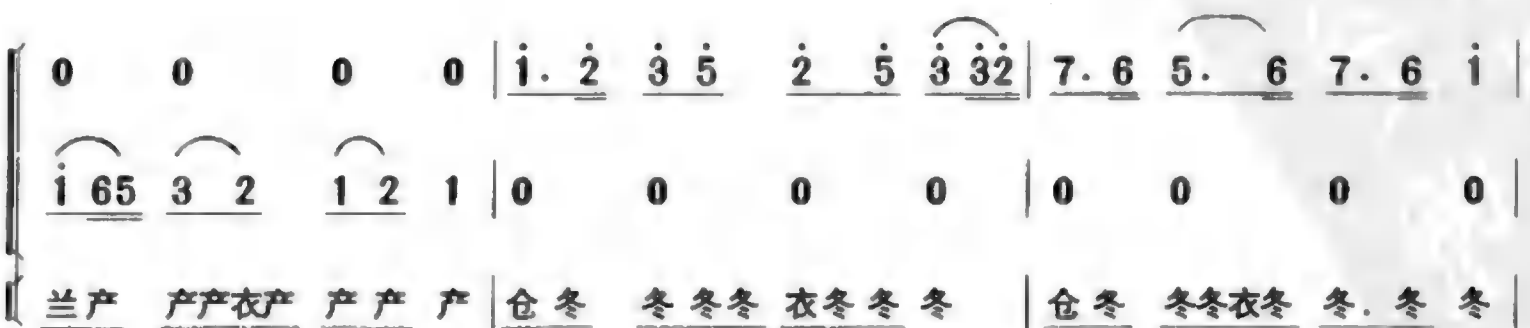 0 0 0 0 | i̇. 2̇ 3̇ 5̇ 2̇ 5̇ 3̇ 3̇2̇ | 7. 6 5. 6 7. 6 i̇ |
i̇ 65 3 2 1 2 1 | 0 0 0 0 | 0 0 0 0 |
兰产 产产衣产 产产 产 | 仓冬 冬冬冬 衣冬冬冬 | 仓冬 冬冬衣冬 冬. 冬 冬